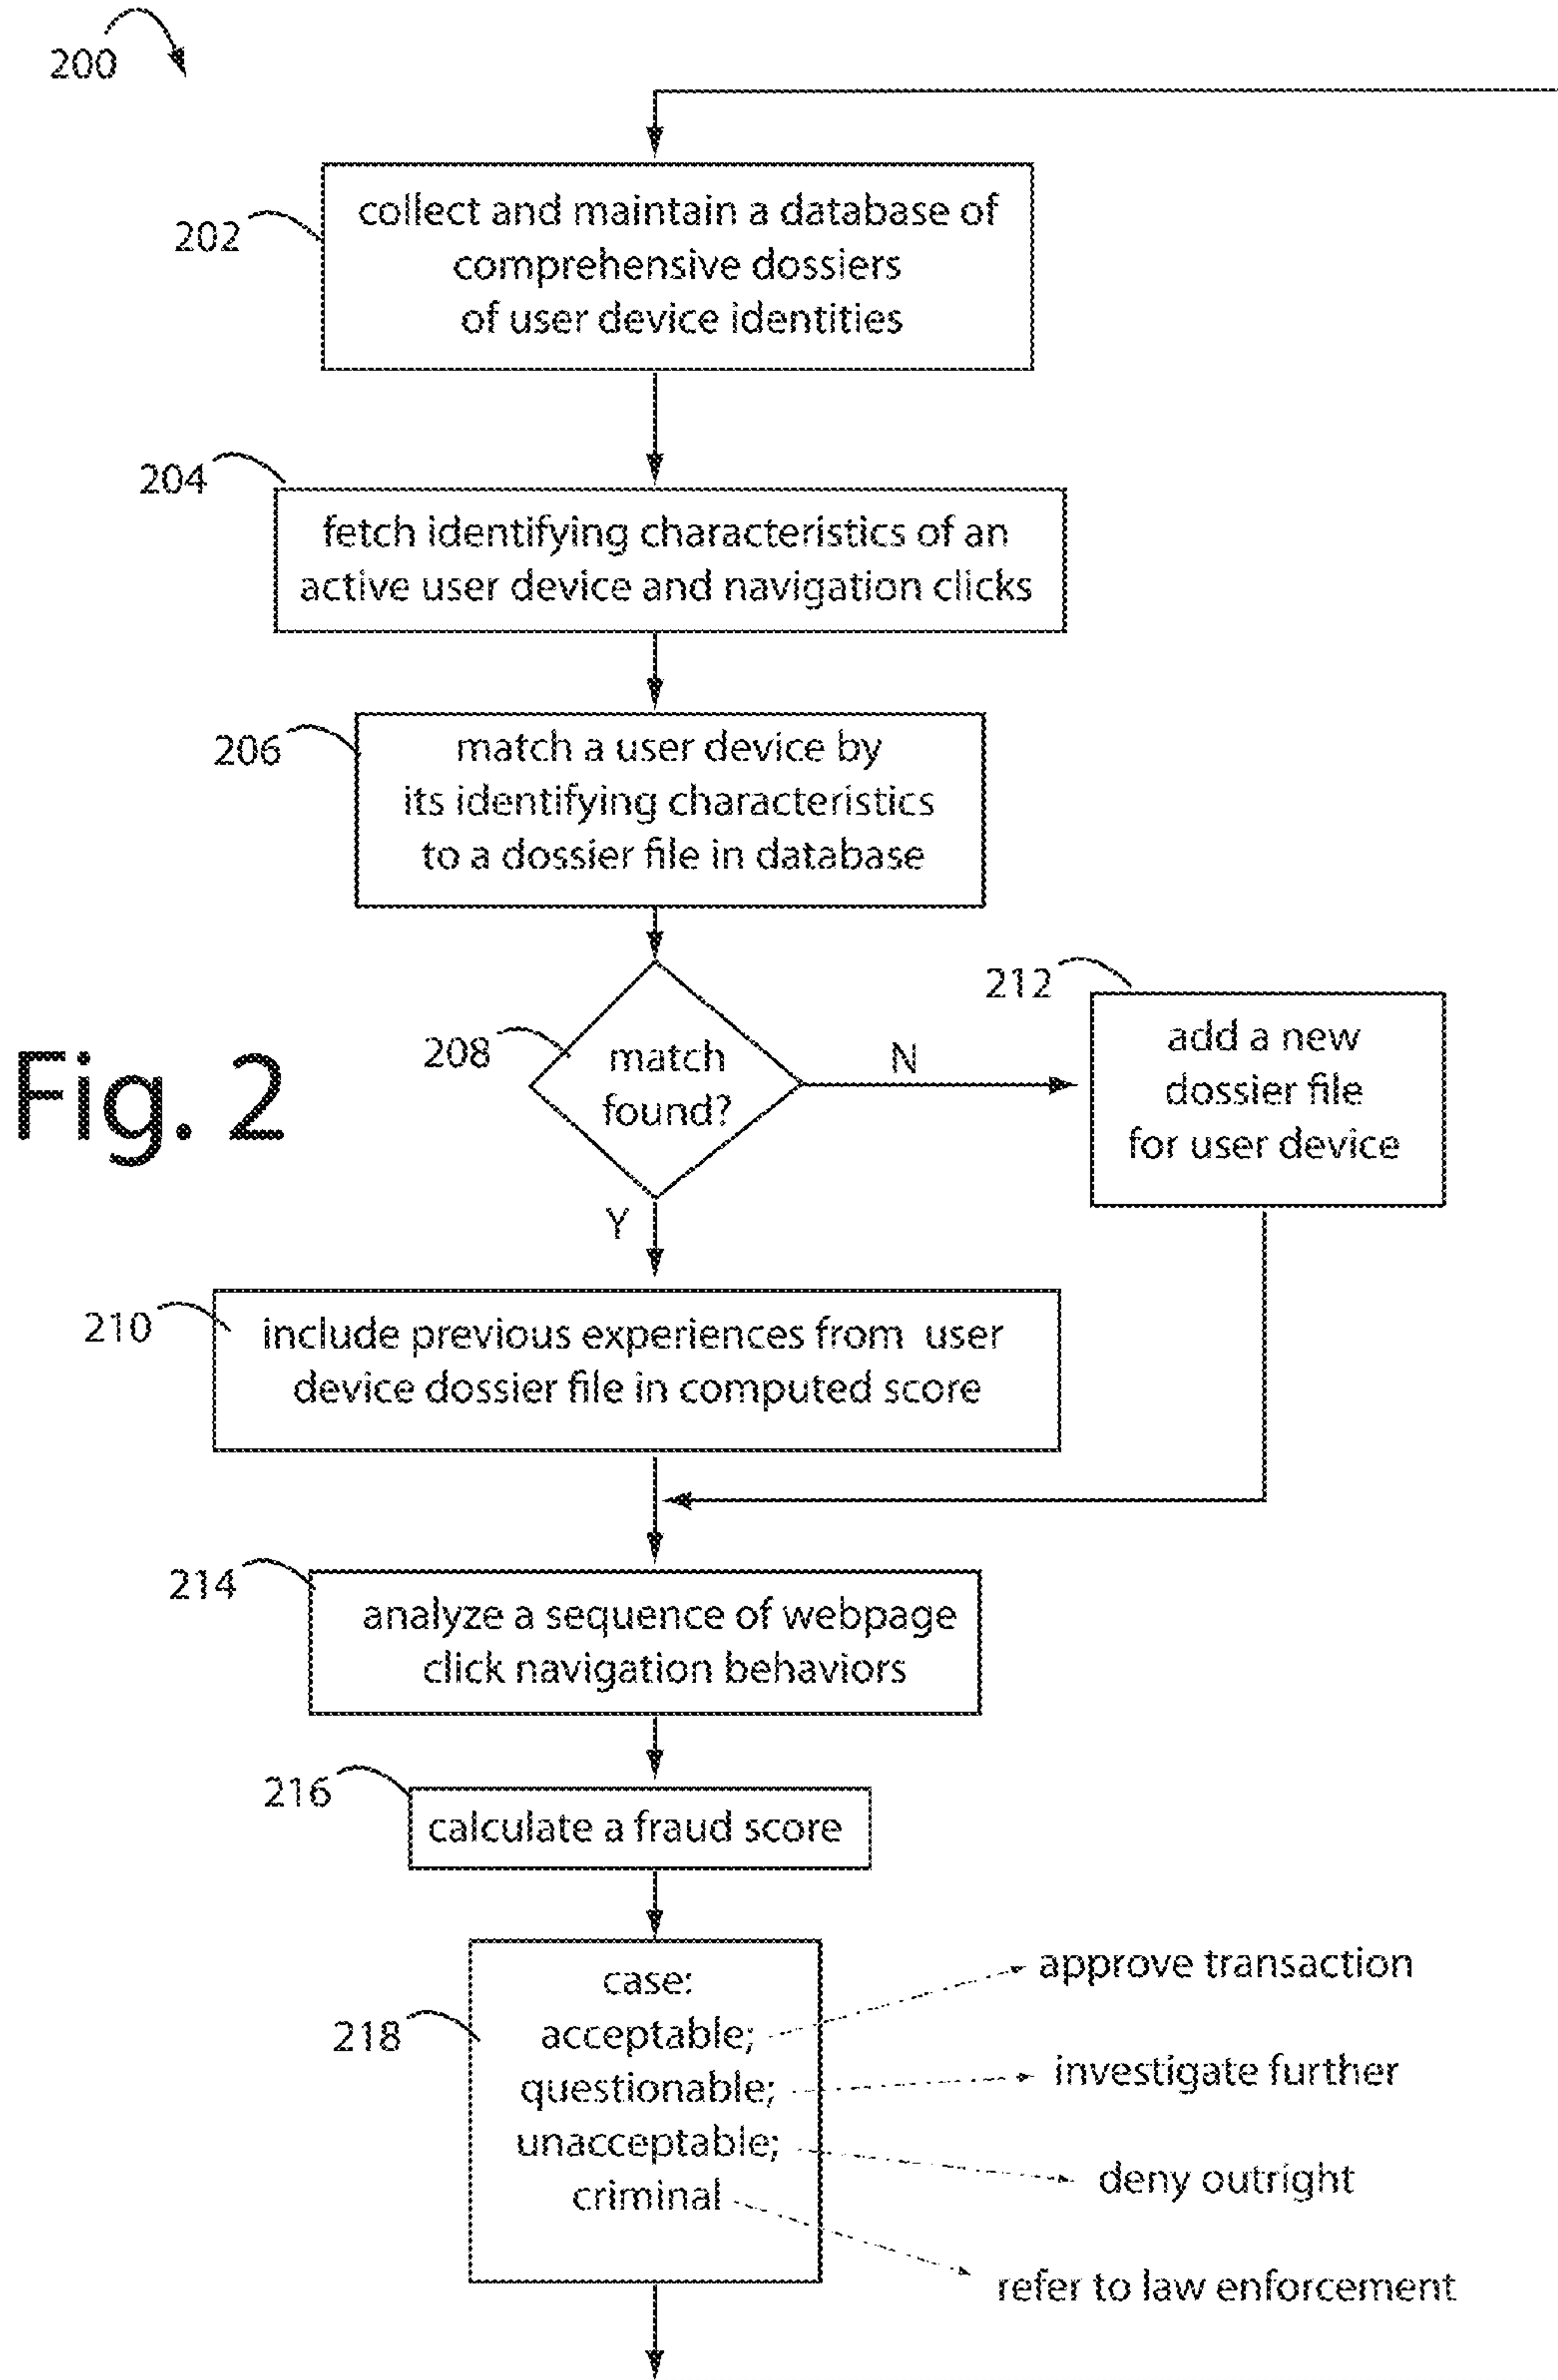 200
202
collect and maintain a database of
comprehensive dossiers
of user device identities
204
fetch identifying characteristics of an
active user device and navigation clicks
206
match a user device by
its identifying characteristics
to a dossier file in database
Fig. 2
208
match
found?
N
Y
212
add a new
dossier file
for user device
210
include previous experiences from user
device dossier file in computed score
214
analyze a sequence of webpage
click navigation behaviors
216
calculate a fraud score
218
case:
acceptable;
questionable;
unacceptable;
criminal
approve transaction
investigate further
deny outright
refer to law enforcement